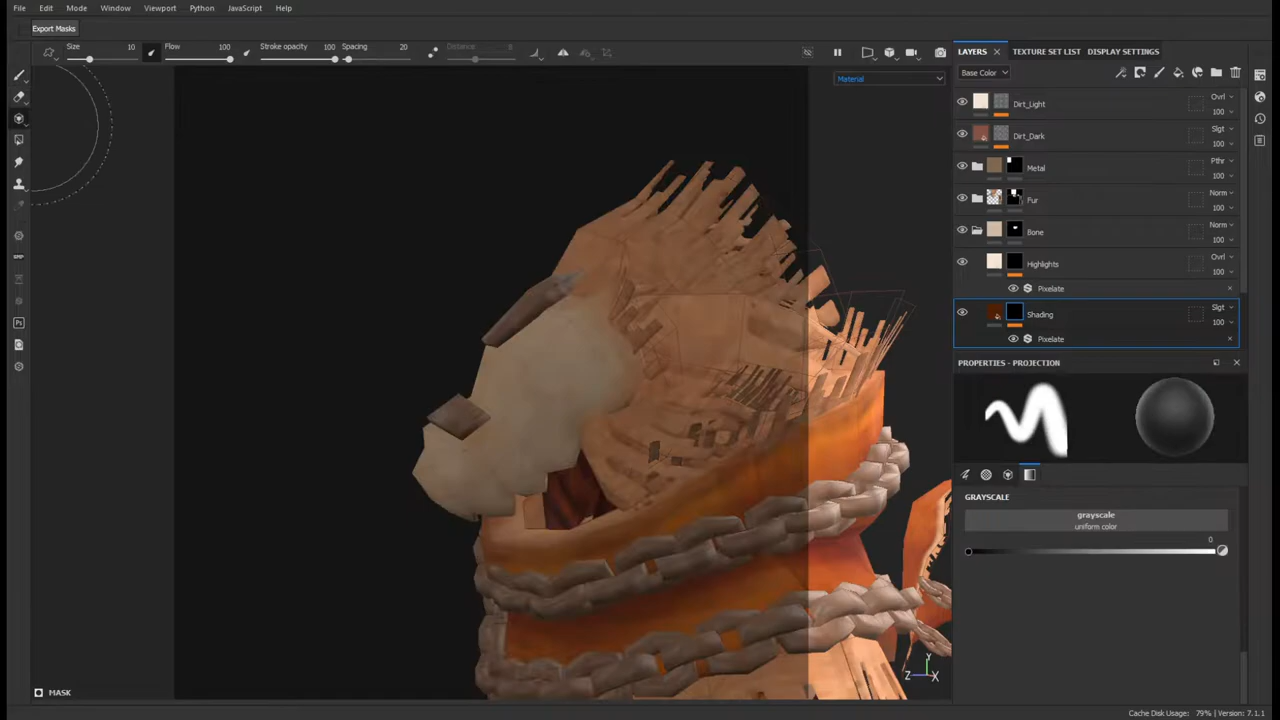 File Edit Mode Window Viewport Python JavaScript Help
Export Masks
Size 10 Flow 100 Stroke opacity 100 Spacing 20 Distance: 8
LAYERS TEXTURE SET LIST DISPLAY SETTINGS
Material
Base Color
Dirt_Light Ovrl
100
Dirt_Dark Slgt
100
Metal Pthr
100
Fur Norm
100
Bone Norm
100
Highlights Ovrl
100
Pixelate
Shading Slgt
100
Pixelate
PROPERTIES - PROJECTION
GRAYSCALE
grayscale
uniform color
0
Y
Z X
MASK
Cache Disk Usage: 79% | Version: 7.1.1